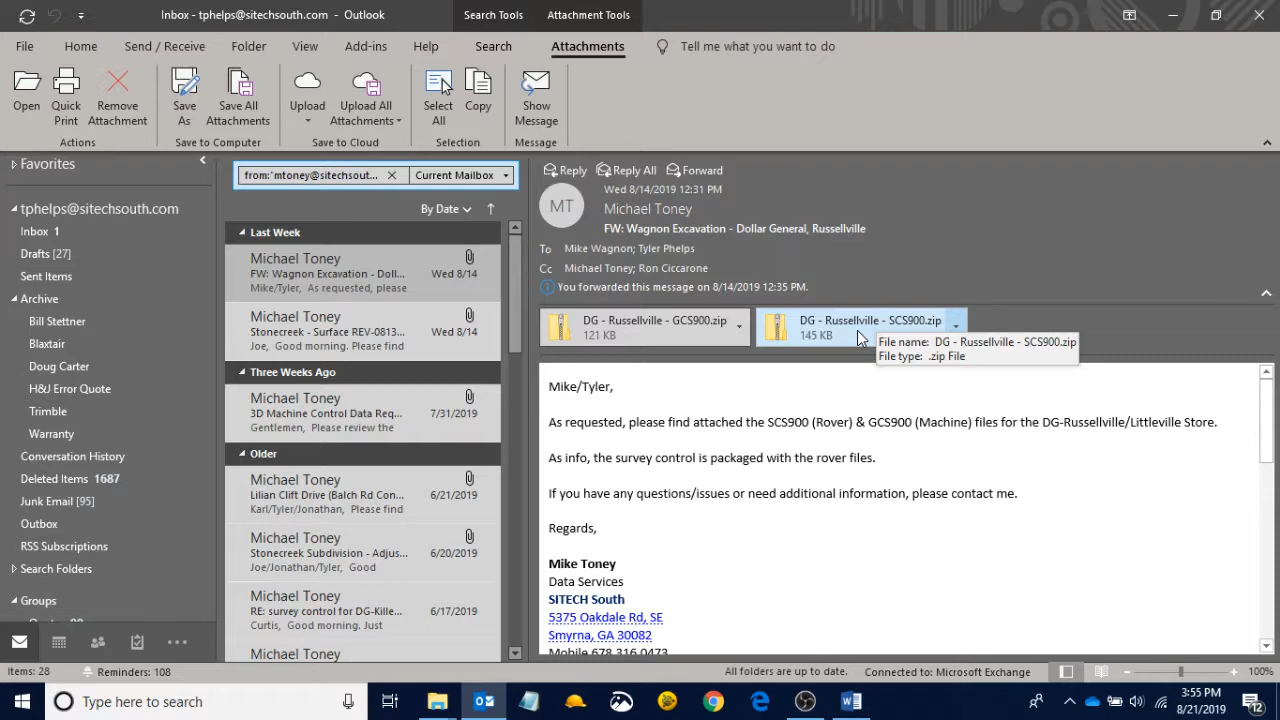 Inbox - tphelps@sitechsouth.com - Outlook
Search Tools
Attachment Tools
File
Home
Send / Receive
Folder
View
Add-ins
Help
Search
Attachments
Tell me what you want to do
Open
Quick Print
Remove Attachment
Save As
Save All Attachments
Upload
Upload All Attachments
Select All
Copy
Show Message
Actions
Save to Computer
Save to Cloud
Selection
Message
Favorites
tphelps@sitechsouth.com
Inbox 1
Drafts [27]
Sent Items
Archive
Bill Stettner
Blaxtair
Doug Carter
H&J Error Quote
Trimble
Warranty
Conversation History
Deleted Items 1687
Junk Email [95]
Outbox
RSS Subscriptions
Search Folders
Groups
from:'mtoney@sitechsout...
Current Mailbox
By Date
Last Week
Michael Toney
FW: Wagnon Excavation - Doll... Wed 8/14
Mike/Tyler, As requested, please
Michael Toney
Stonecreek - Surface REV-0813... Wed 8/14
Joe, Good morning. Please find
Three Weeks Ago
Michael Toney
3D Machine Control Data Req... 7/31/2019
Gentlemen, Please review the
Older
Michael Toney
Lilian Clift Drive (Balch Rd Con... 6/21/2019
Karl/Tyler/Jonathan, Please find
Michael Toney
Stonecreek Subdivision - Adjus... 6/20/2019
Joe/Jonathan/Tyler, Good
Michael Toney
RE: survey control for DG-Kille... 6/17/2019
Curtis, Good morning. Just
Michael Toney
Reply
Reply All
Forward
Wed 8/14/2019 12:31 PM
MT
Michael Toney
FW: Wagnon Excavation - Dollar General, Russellville
To Mike Wagnon; Tyler Phelps
Cc Michael Toney; Ron Ciccarone
You forwarded this message on 8/14/2019 12:35 PM.
DG - Russellville - GCS900.zip
121 KB
DG - Russellville - SCS900.zip
145 KB
File name: DG - Russellville - SCS900.zip
File type: .zip File
Mike/Tyler,
As requested, please find attached the SCS900 (Rover) & GCS900 (Machine) files for the DG-Russellville/Littleville Store.
As info, the survey control is packaged with the rover files.
If you have any questions/issues or need additional information, please contact me.
Regards,
Mike Toney
Data Services
SITECH South
5375 Oakdale Rd, SE
Smyrna, GA 30082
Mobile 678.316.0473
Items: 28
Reminders: 108
All folders are up to date.
Connected to: Microsoft Exchange
100%
Type here to search
3:55 PM
8/21/2019
12